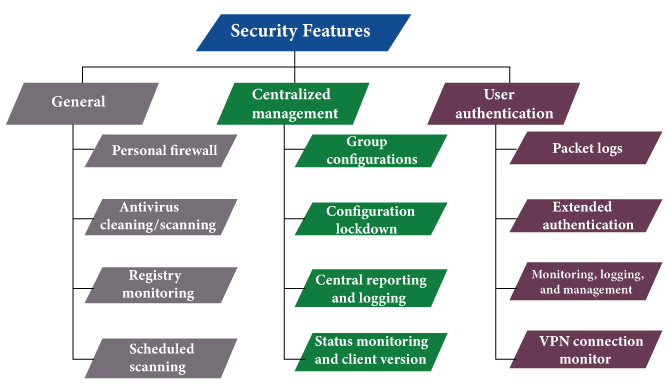 Security Features
General
Centralized
management
User
authentication
Personal firewall
Antivirus
cleaning/scanning
Registry
monitoring
Scheduled
scanning
Group
configurations
Configuration
lockdown
Central reporting
and logging
Status monitoring
and client version
Packet logs
Extended
authentication
Monitoring, logging,
and management
VPN connection
monitor